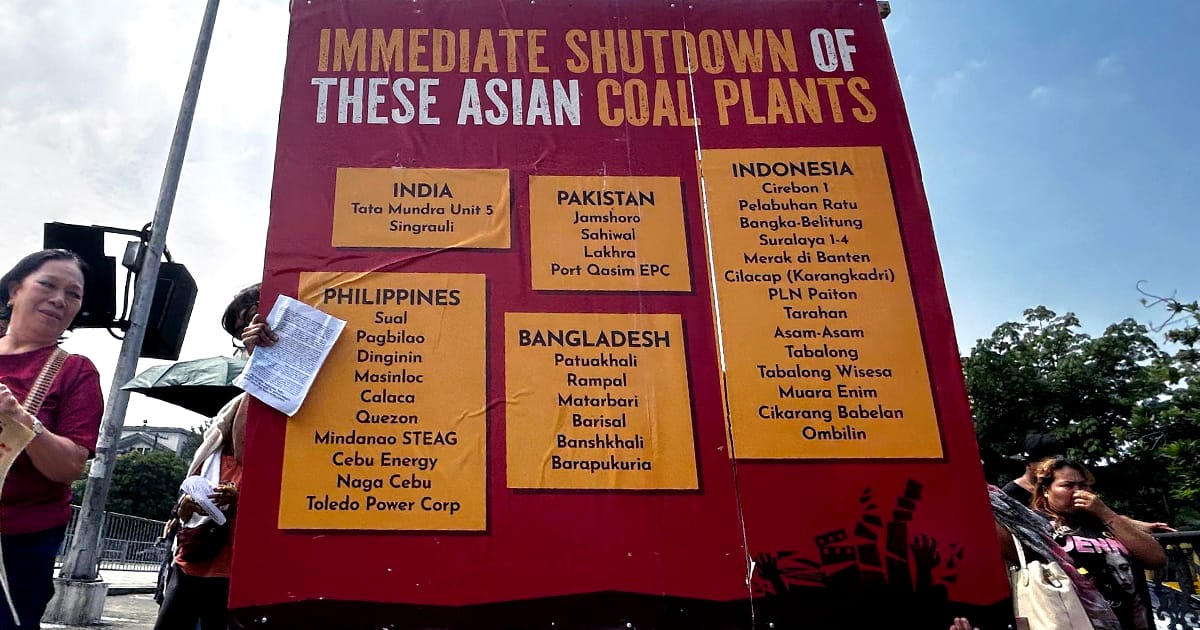 IMMEDIATE SHUTDOWN OF
THESE ASIAN COAL PLANTS
INDIA
Tata Mundra Unit 5
Singrauli
PAKISTAN
Jamshoro
Sahiwal
Lakhra
Port Qasim EPC
INDONESIA
Cirebon 1
Pelabuhan Ratu
Bangka-Belitung
Suralaya 1-4
Merak di Banten
Cilacap (Karangkadri)
PLN Paiton
Tarahan
Asam-Asam
Tabalong
Tabalong Wisesa
Muara Enim
Cikarang Babelan
Ombilin
PHILIPPINES
Sual
Pagbilao
Dinginin
Masinloc
Calaca
Quezon
Mindanao STEAG
Cebu Energy
Naga Cebu
Toledo Power Corp
BANGLADESH
Patuakhali
Rampal
Matarbari
Barisal
Banshkhali
Barapukuria